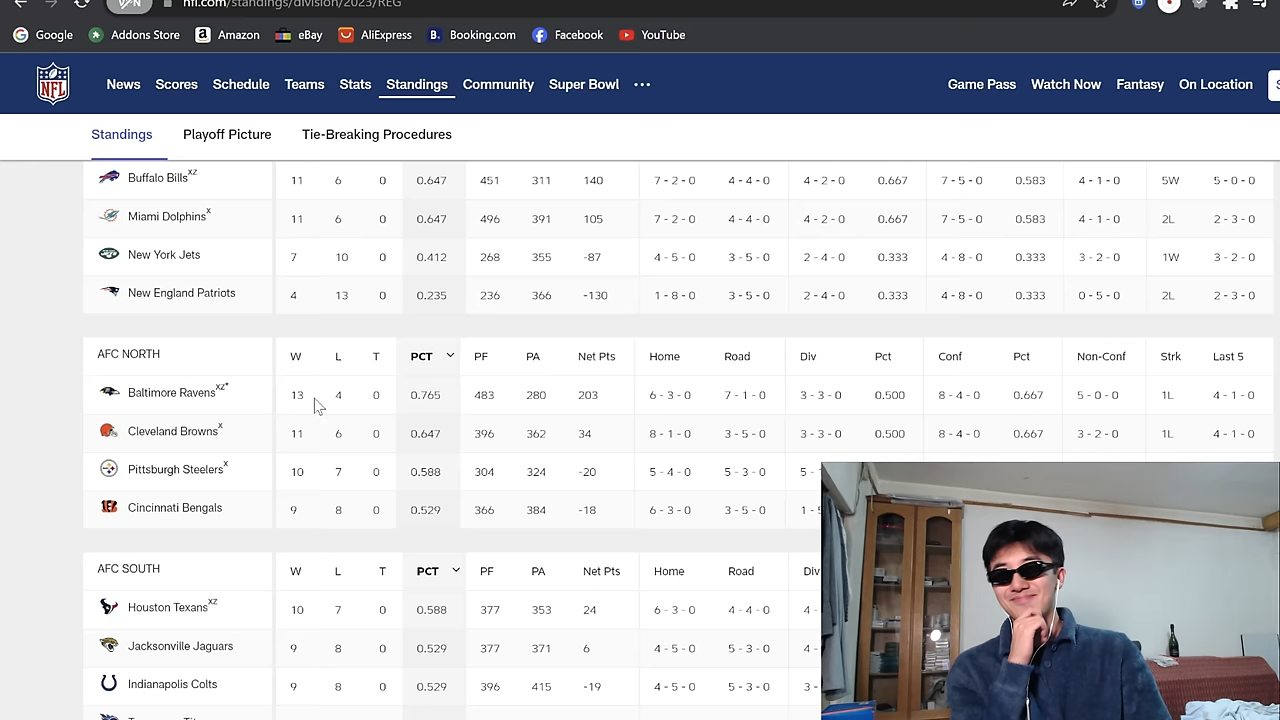 nfl.com/standings/division/2023/REG
Google Addons Store Amazon eBay AliExpress Booking.com Facebook YouTube
NFL News Scores Schedule Teams Stats Standings Community Super Bowl ··· Game Pass Watch Now Fantasy On Location
Standings Playoff Picture Tie-Breaking Procedures
Buffalo Bills xz 11 6 0 0.647 451 311 140 7 - 2 - 0 4 - 4 - 0 4 - 2 - 0 0.667 7 - 5 - 0 0.583 4 - 1 - 0 5W 5 - 0 - 0
Miami Dolphins x 11 6 0 0.647 496 391 105 7 - 2 - 0 4 - 4 - 0 4 - 2 - 0 0.667 7 - 5 - 0 0.583 4 - 1 - 0 2L 2 - 3 - 0
New York Jets 7 10 0 0.412 268 355 -87 4 - 5 - 0 3 - 5 - 0 2 - 4 - 0 0.333 4 - 8 - 0 0.333 3 - 2 - 0 1W 3 - 2 - 0
New England Patriots 4 13 0 0.235 236 366 -130 1 - 8 - 0 3 - 5 - 0 2 - 4 - 0 0.333 4 - 8 - 0 0.333 0 - 5 - 0 2L 2 - 3 - 0
AFC NORTH W L T PCT PF PA Net Pts Home Road Div Pct Conf Pct Non-Conf Strk Last 5
Baltimore Ravens xz* 13 4 0 0.765 483 280 203 6 - 3 - 0 7 - 1 - 0 3 - 3 - 0 0.500 8 - 4 - 0 0.667 5 - 0 - 0 1L 4 - 1 - 0
Cleveland Browns x 11 6 0 0.647 396 362 34 8 - 1 - 0 3 - 5 - 0 3 - 3 - 0 0.500 8 - 4 - 0 0.667 3 - 2 - 0 1L 4 - 1 - 0
Pittsburgh Steelers x 10 7 0 0.588 304 324 -20 5 - 4 - 0 5 - 3 - 0 5 -
Cincinnati Bengals 9 8 0 0.529 366 384 -18 6 - 3 - 0 3 - 5 - 0 1 -
AFC SOUTH W L T PCT PF PA Net Pts Home Road
Houston Texans xz 10 7 0 0.588 377 353 24 6 - 3 - 0 4 - 4 - 0 4 -
Jacksonville Jaguars 9 8 0 0.529 377 371 6 4 - 5 - 0 5 - 3 - 0 4 -
Indianapolis Colts 9 8 0 0.529 396 415 -19 4 - 5 - 0 5 - 3 - 0 3 -